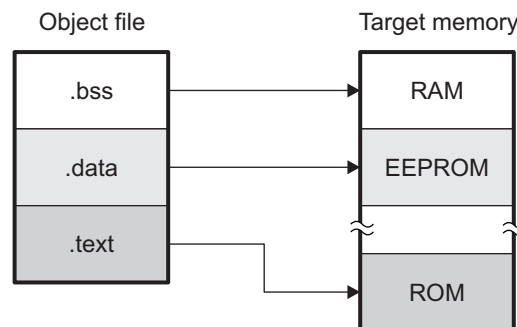 Object file
Target memory
.bss
RAM
.data
EEPROM
.text
ROM